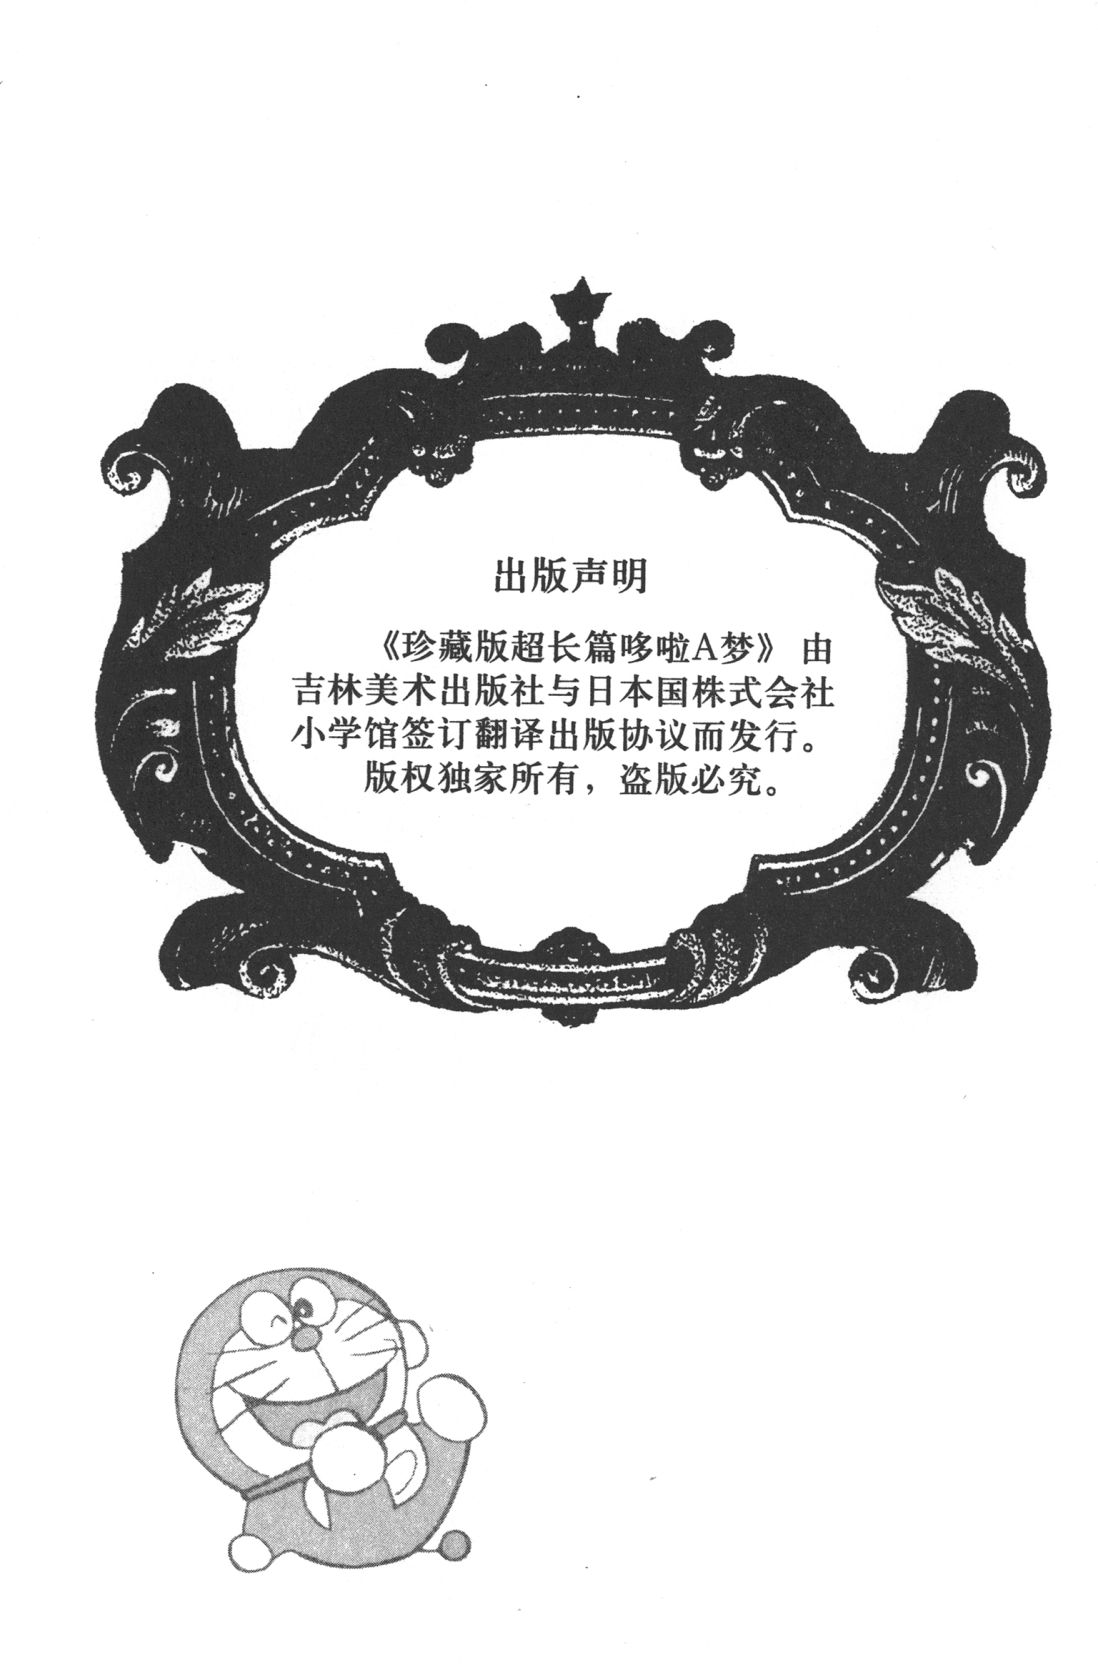 出版声明
《珍藏版超长篇哆啦A梦》 由
吉林美术出版社与日本国株式会社
小学馆签订翻译出版协议而发行。
版权独家所有，盗版必究。